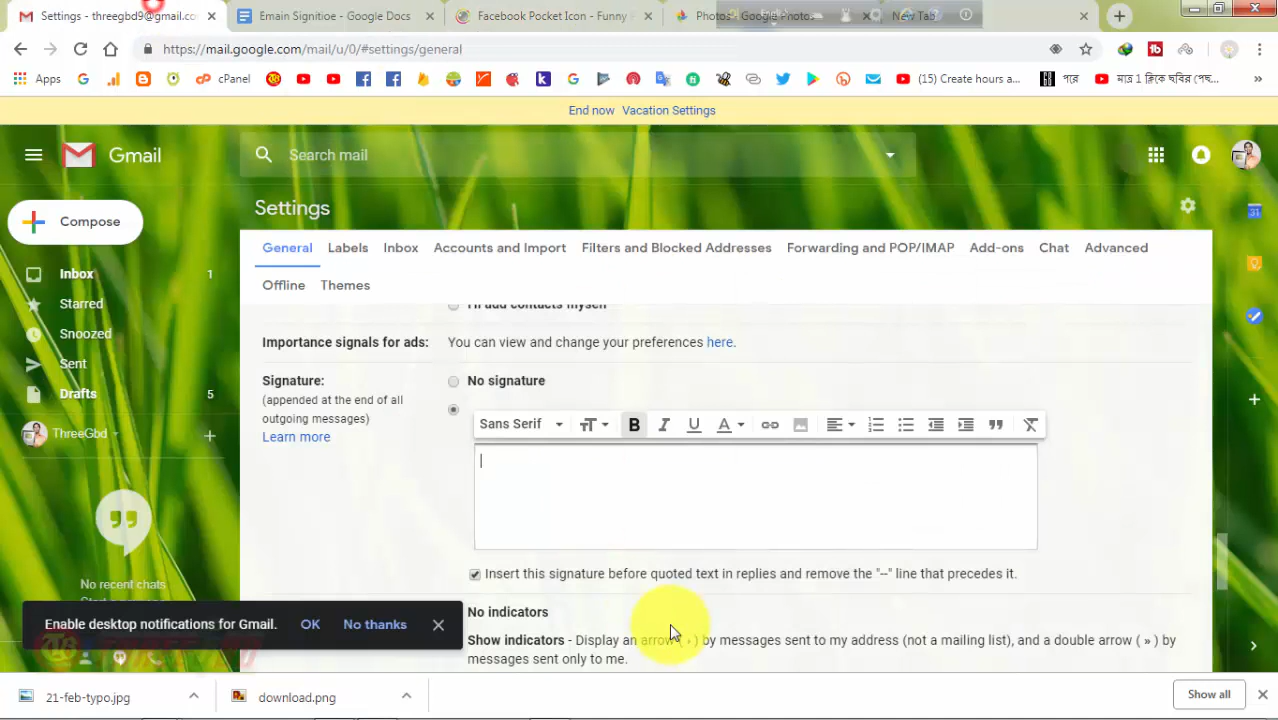 Settings - threegbd9@gmail.co
Emain Signitioe - Google Docs
Facebook Pocket Icon - Funny
Photos - Google Photos
New Tab
https://mail.google.com/mail/u/0/#settings/general
Apps
cPanel
(15) Create hours a...
পরে
মাত্র 1 ক্লিকে ছবির পেছ...
End now Vacation Settings
Gmail
Search mail
Compose
Settings
General Labels Inbox Accounts and Import Filters and Blocked Addresses Forwarding and POP/IMAP Add-ons Chat Advanced
Offline Themes
Inbox 1
Starred
Snoozed
Sent
Drafts 5
ThreeGbd
No recent chats
I'll add contacts myself
Importance signals for ads: You can view and change your preferences here.
Signature:
(appended at the end of all
outgoing messages)
Learn more
No signature
Sans Serif
Insert this signature before quoted text in replies and remove the "--" line that precedes it.
No indicators
Show indicators - Display an arrow ( › ) by messages sent to my address (not a mailing list), and a double arrow ( » ) by
messages sent only to me.
Enable desktop notifications for Gmail. OK No thanks
21-feb-typo.jpg
download.png
Show all